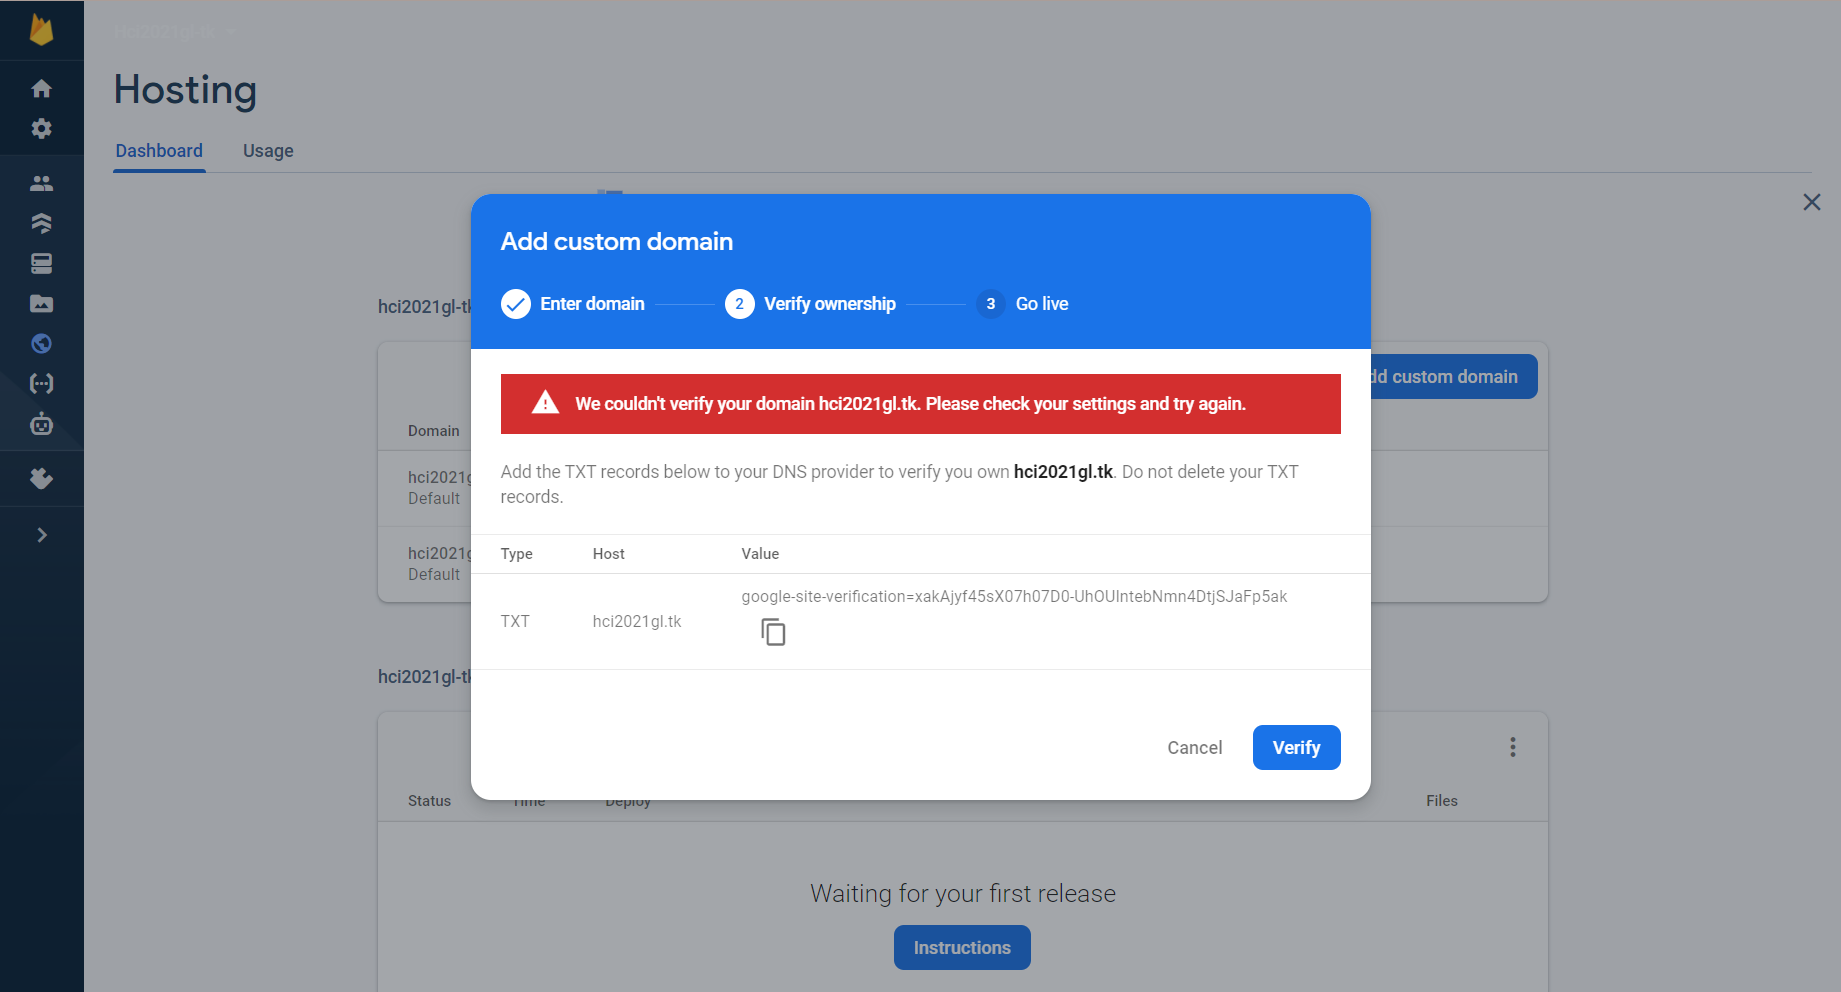 Hci2021gl-tk
Hosting
Dashboard
Usage
Add custom domain
Enter domain
2
Verify ownership
3
Go live
hci2021gl-tk
dd custom domain
We couldn't verify your domain hci2021gl.tk. Please check your settings and try again.
Domain
Add the TXT records below to your DNS provider to verify you own hci2021gl.tk. Do not delete your TXT
records.
hci2021g
Default
Type Host Value
hci2021g
Default
google-site-verification=xakAjyf45sX07h07D0-UhOUIntebNmn4DtjSJaFp5ak
TXT hci2021gl.tk
hci2021gl-tk
Cancel
Verify
Status Time Deploy Files
Waiting for your first release
Instructions